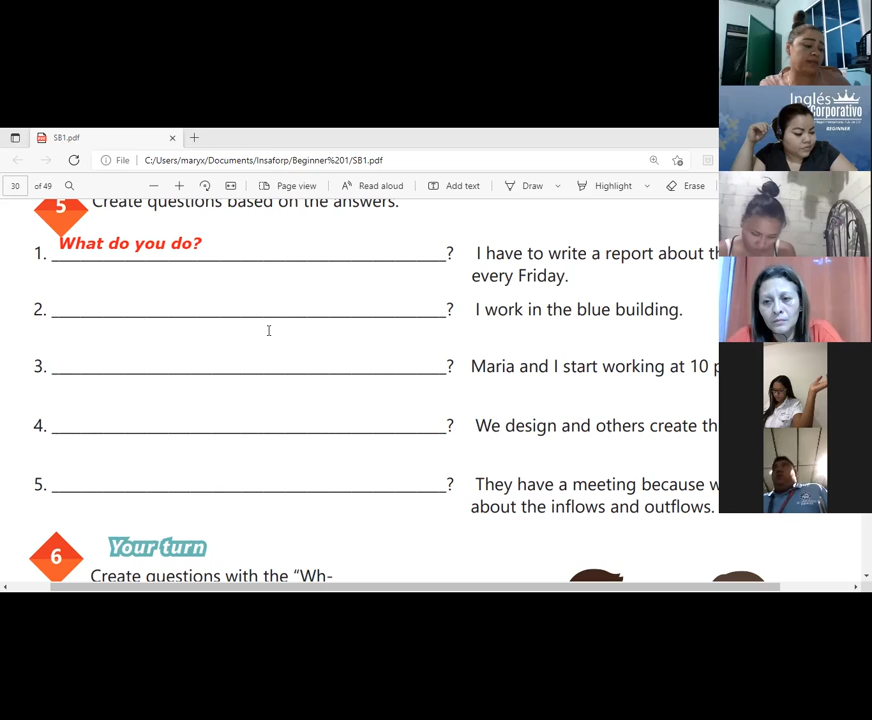 SB1.pdf
File C:/Users/maryx/Documents/Insaforp/Beginner%201/SB1.pdf
30 of 49 Page view Read aloud Add text Draw Highlight Erase
5 Create questions based on the answers.
What do you do?
1. ? I have to write a report about
every Friday.
2. ? I work in the blue building.
3. ? Maria and I start working at 10
4. ? We design and others create
5. ? They have a meeting because
about the inflows and outflows.
6 Your turn
Create questions with the “Wh-
Inglés
Corporativo
BEGINNER